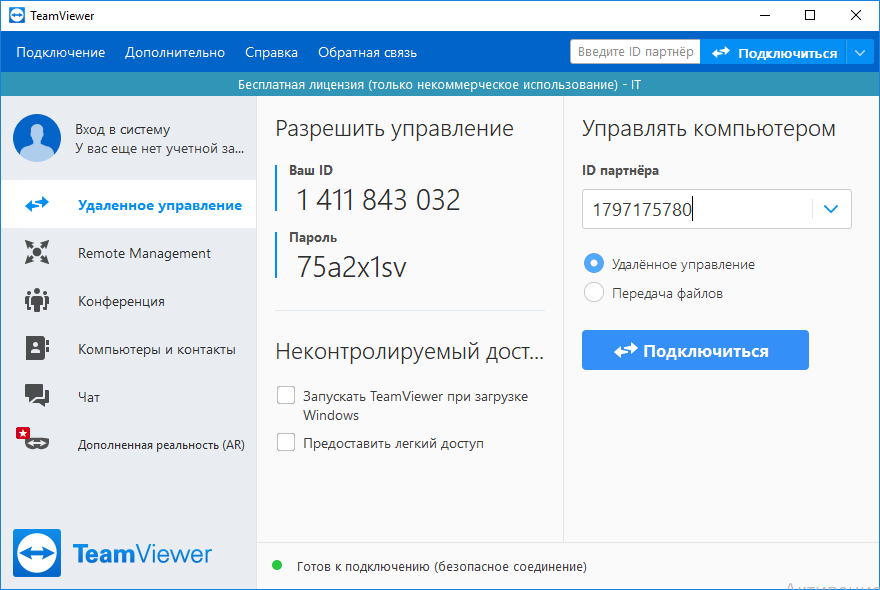 TeamViewer
Подключение Дополнительно Справка Обратная связь
Введите ID партнёр
Подключиться
Бесплатная лицензия (только некоммерческое использование) - IT
Вход в систему
У вас еще нет учетной за...
Удаленное управление
Remote Management
Конференция
Компьютеры и контакты
Чат
Дополненная реальность (AR)
TeamViewer
Разрешить управление
Ваш ID
1 411 843 032
Пароль
75a2x1sv
Неконтролируемый дост...
Запускать TeamViewer при загрузке
Windows
Предоставить легкий доступ
Управлять компьютером
ID партнёра
1797175780
Удалённое управление
Передача файлов
Подключиться
Готов к подключению (безопасное соединение)